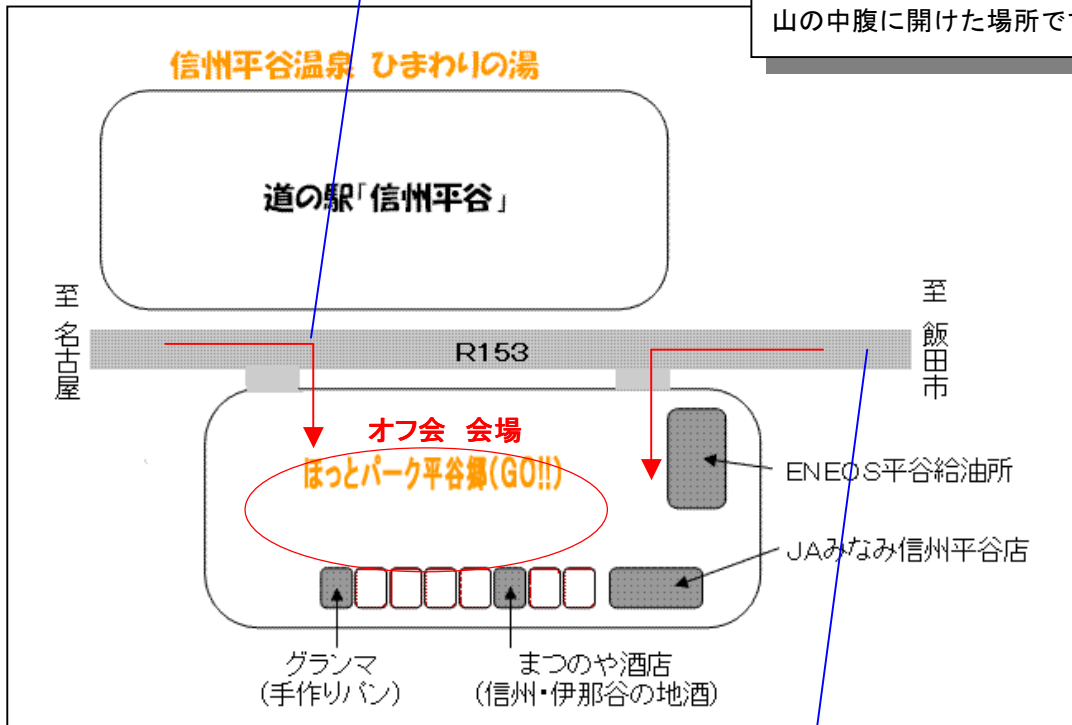 山の中腹に開けた場所で
信州平谷温泉 ひまわりの湯
道の駅「信州平谷」
至 名古屋
至 飯田市
R153
オフ会 会場
ほっとパーク平谷郷(GO!!)
ENEOS平谷給油所
JAみなみ信州平谷店
グランマ
(手作りパン)
まつのや酒店
(信州・伊那谷の地酒)